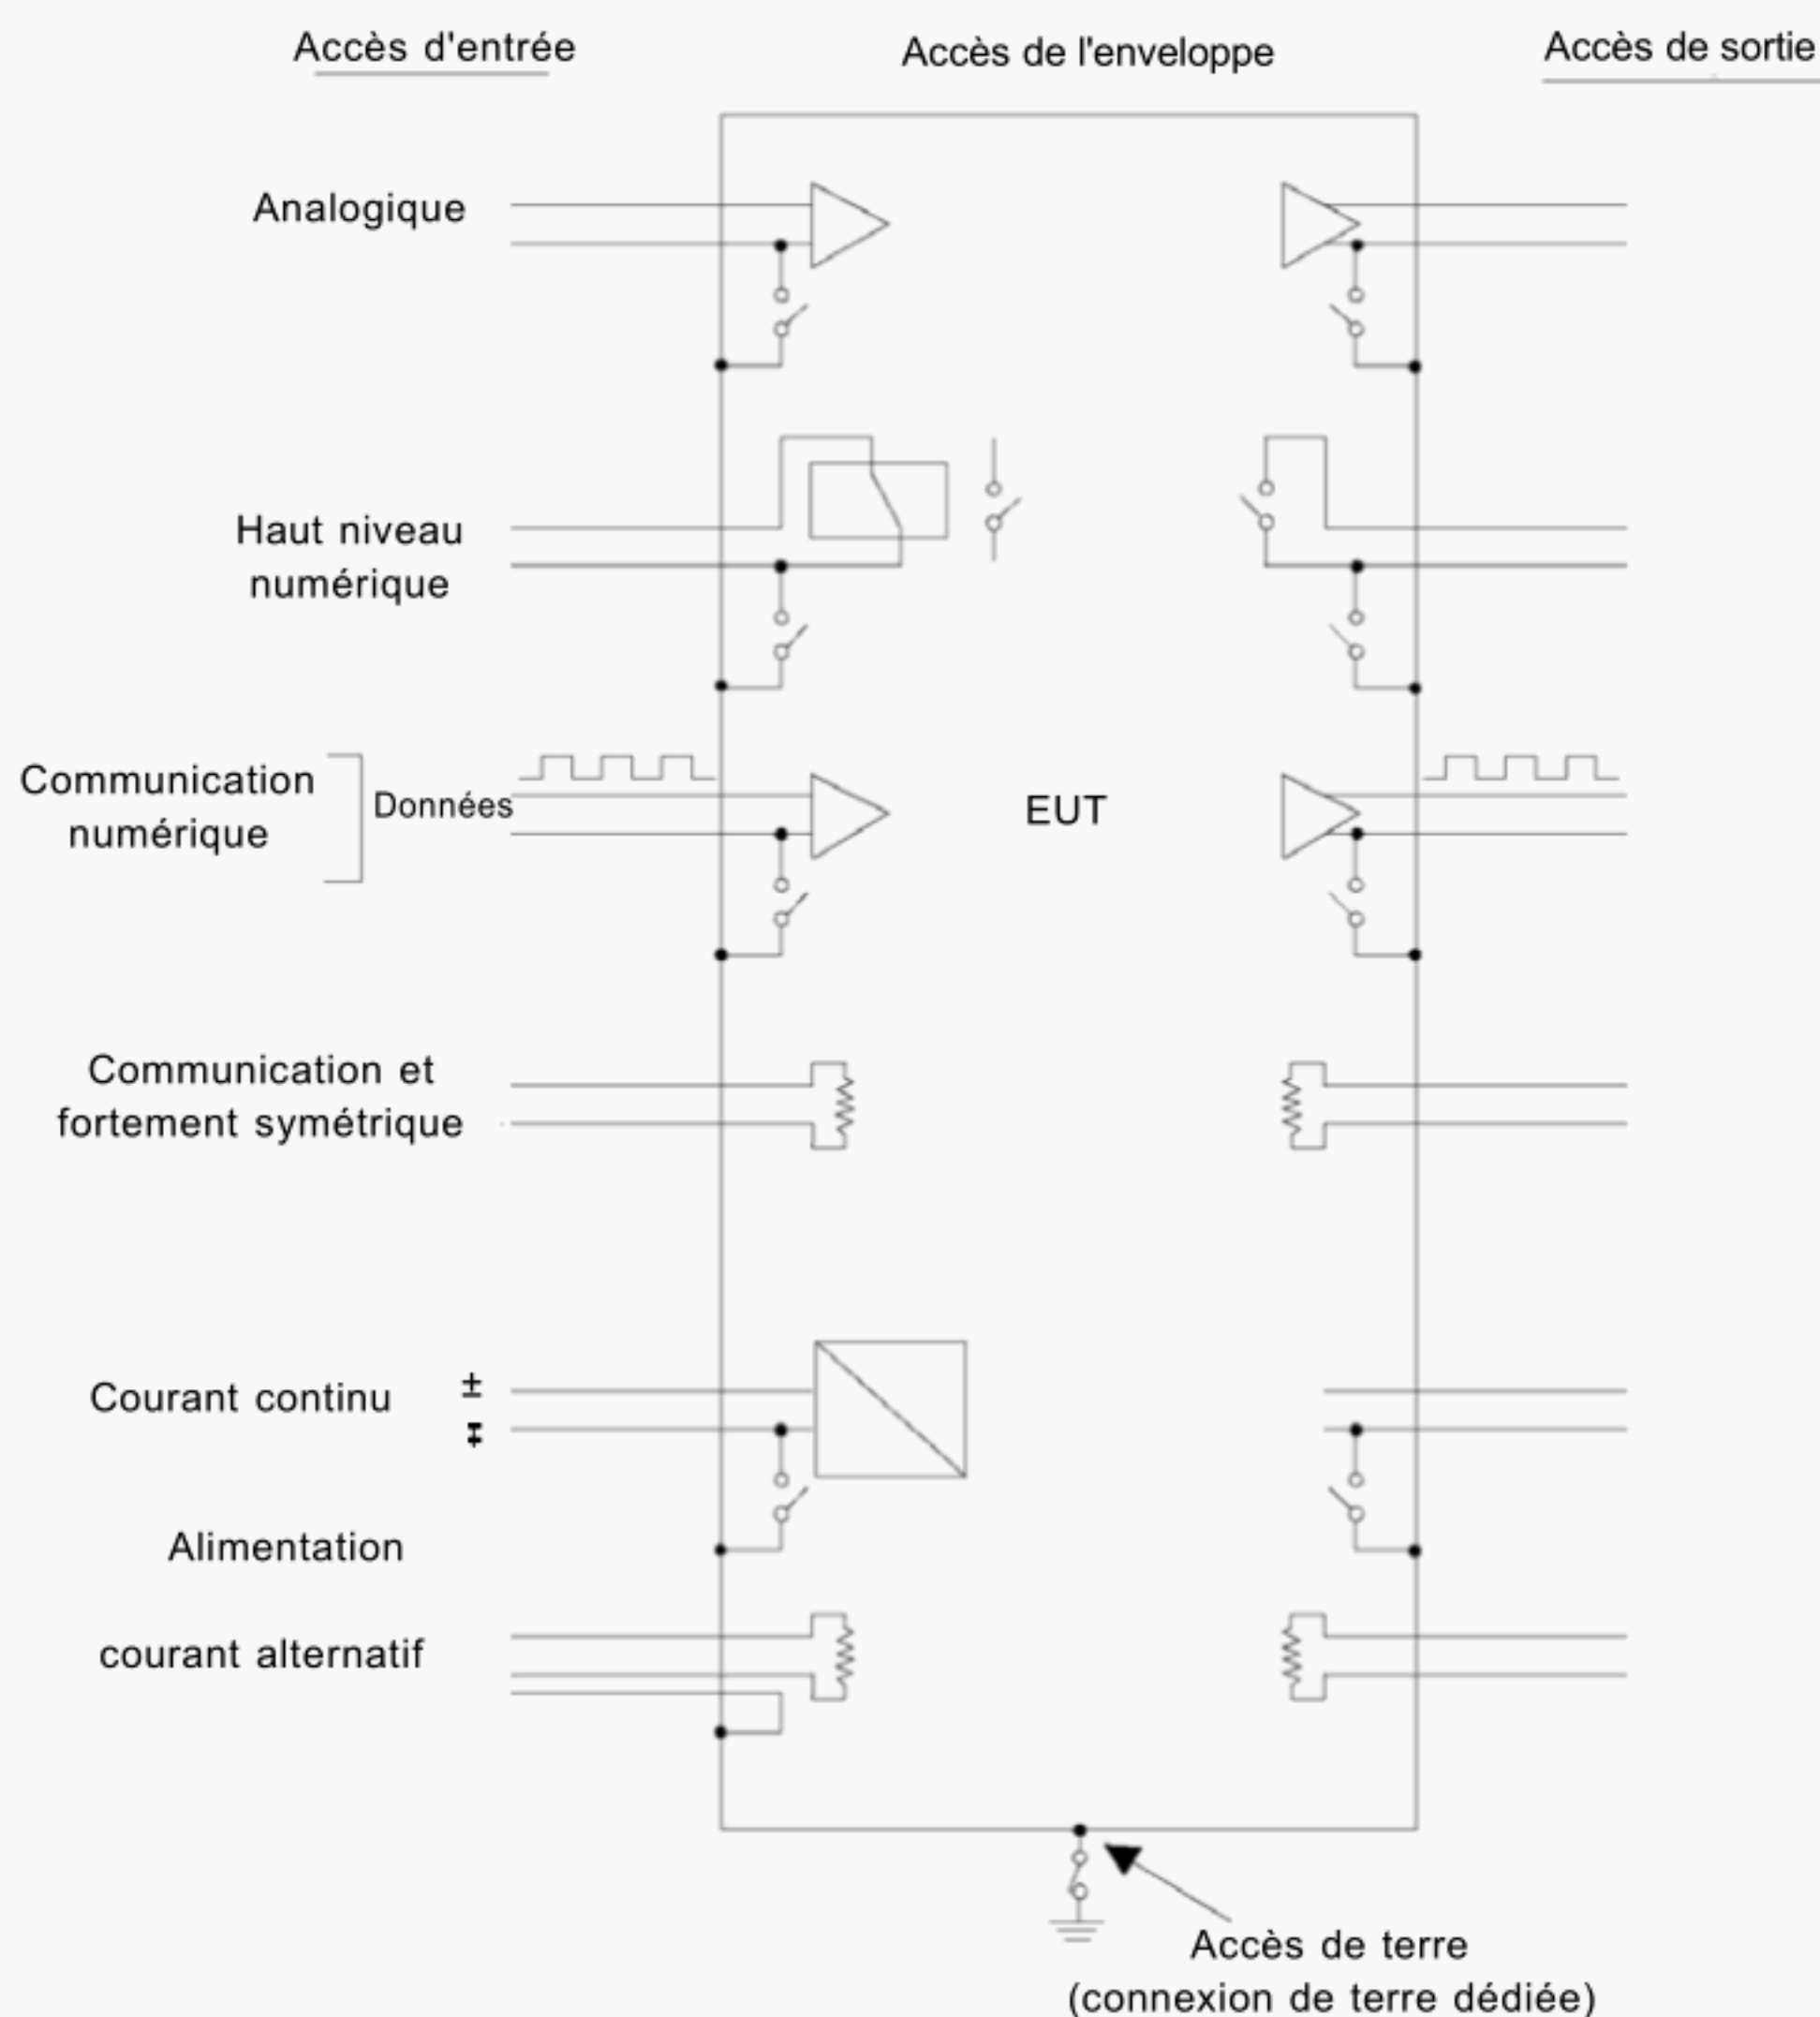 Accès d'entrée
Accès de l'enveloppe
Accès de sortie
Analogique
Haut niveau
numérique
Communication
numérique
Données
EUT
Communication et
fortement symétrique
Courant continu
±
∓
Alimentation
courant alternatif
Accès de terre
(connexion de terre dédiée)